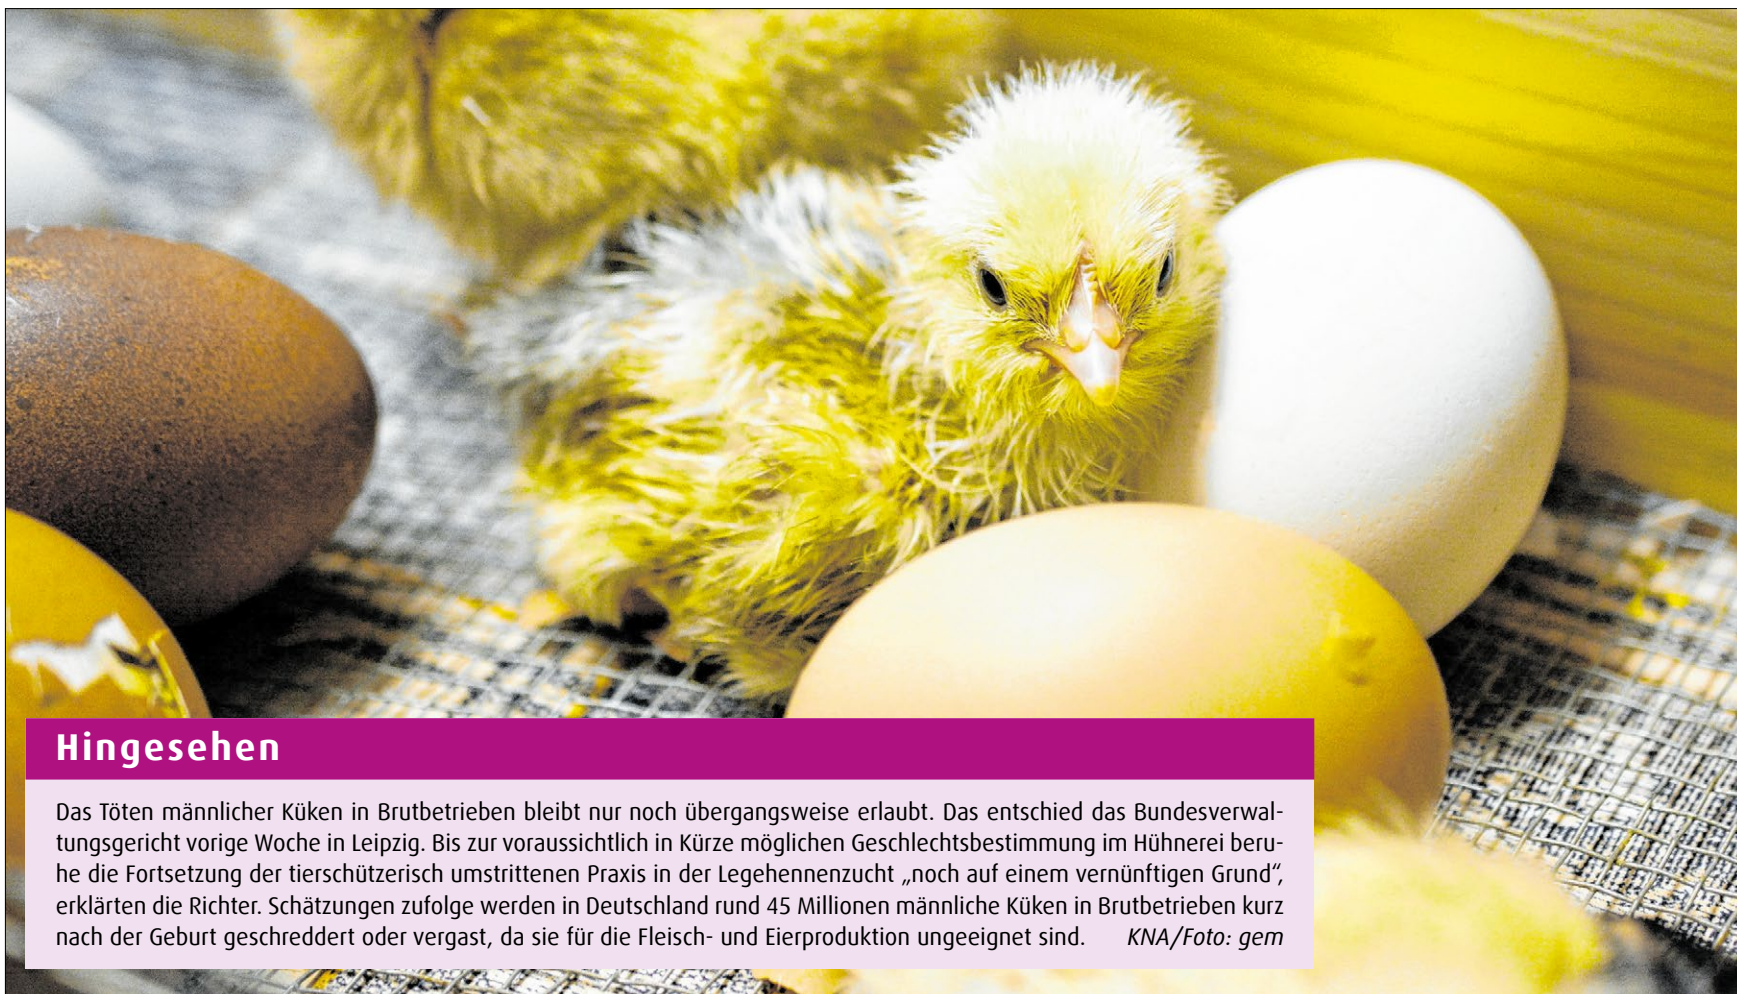 Hingesehen
Das Töten männlicher Küken in Brutbetrieben bleibt nur noch übergangsweise erlaubt. Das entschied das Bundesverwal-
tungsgericht vorige Woche in Leipzig. Bis zur voraussichtlich in Kürze möglichen Geschlechtsbestimmung im Hühnerei beru-
he die Fortsetzung der tierschützerisch umstrittenen Praxis in der Legehennenzucht „noch auf einem vernünftigen Grund“,
erklärten die Richter. Schätzungen zufolge werden in Deutschland rund 45 Millionen männliche Küken in Brutbetrieben kurz
nach der Geburt geschreddert oder vergast, da sie für die Fleisch- und Eierproduktion ungeeignet sind. KNA/Foto: gem